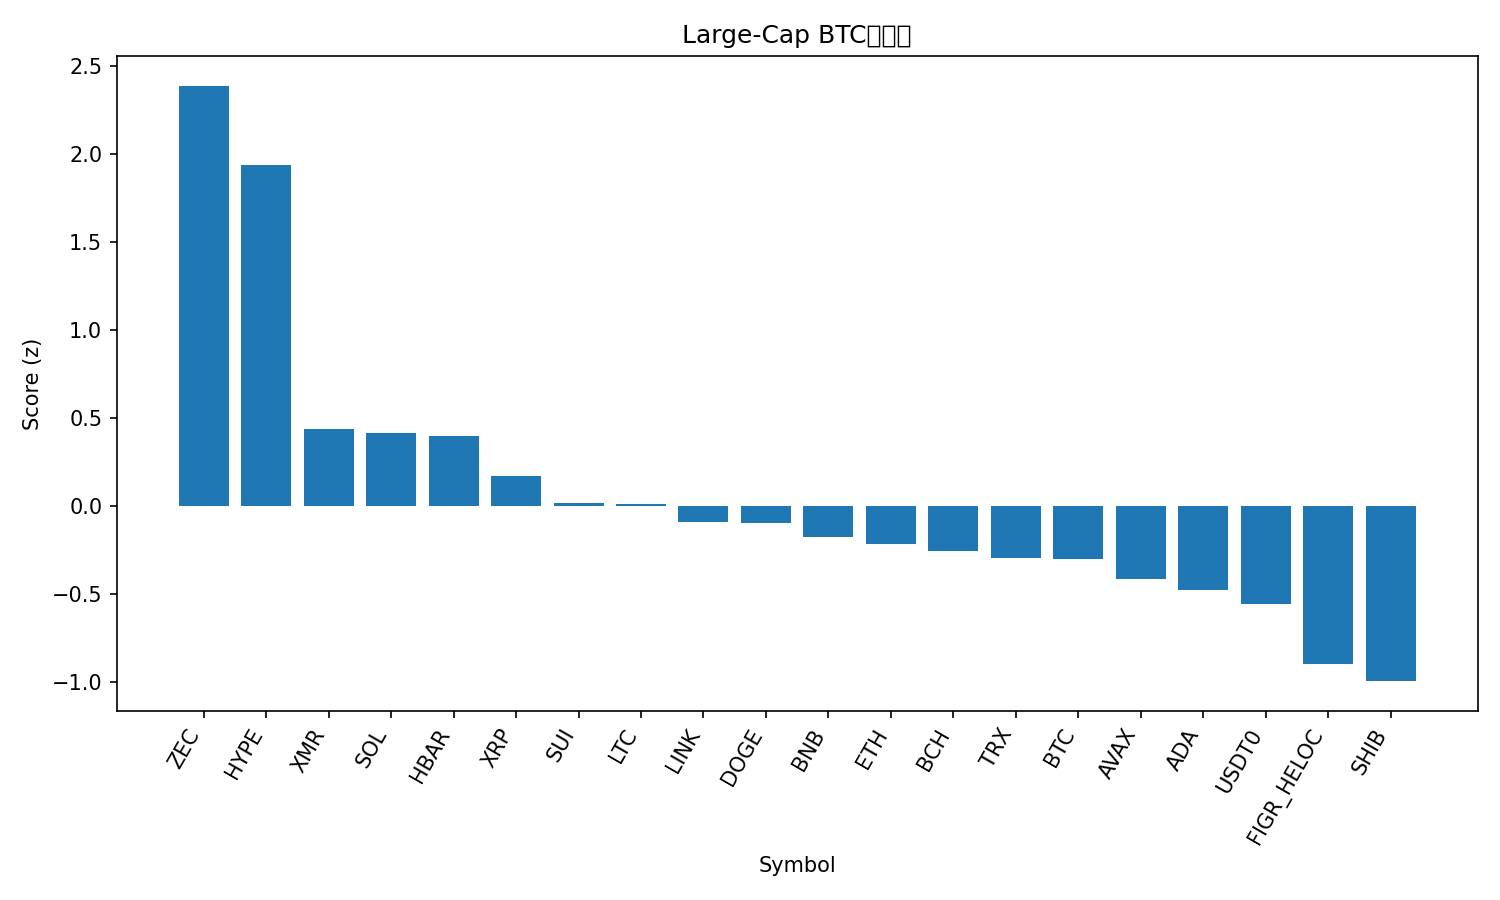 Large-Cap BTC
2.5
2.0
1.5
1.0
0.5
0.0
−0.5
−1.0
Score (z)
ZEC
HYPE
XMR
SOL
HBAR
XRP
SUI
LTC
LINK
DOGE
BNB
ETH
BCH
TRX
BTC
AVAX
ADA
USDT0
FIGR_HELOC
SHIB
Symbol